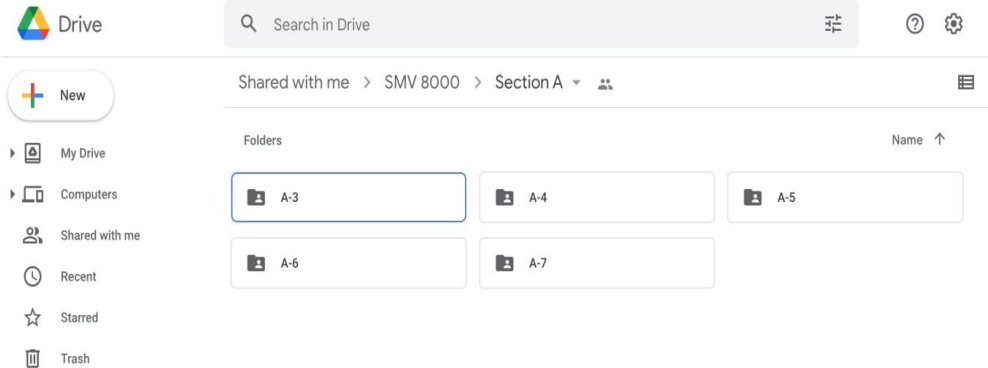 Drive
Search in Drive
New
Shared with me > SMV 8000 > Section A
My Drive
Computers
Shared with me
Recent
Starred
Trash
Folders
Name
A-3
A-4
A-5
A-6
A-7